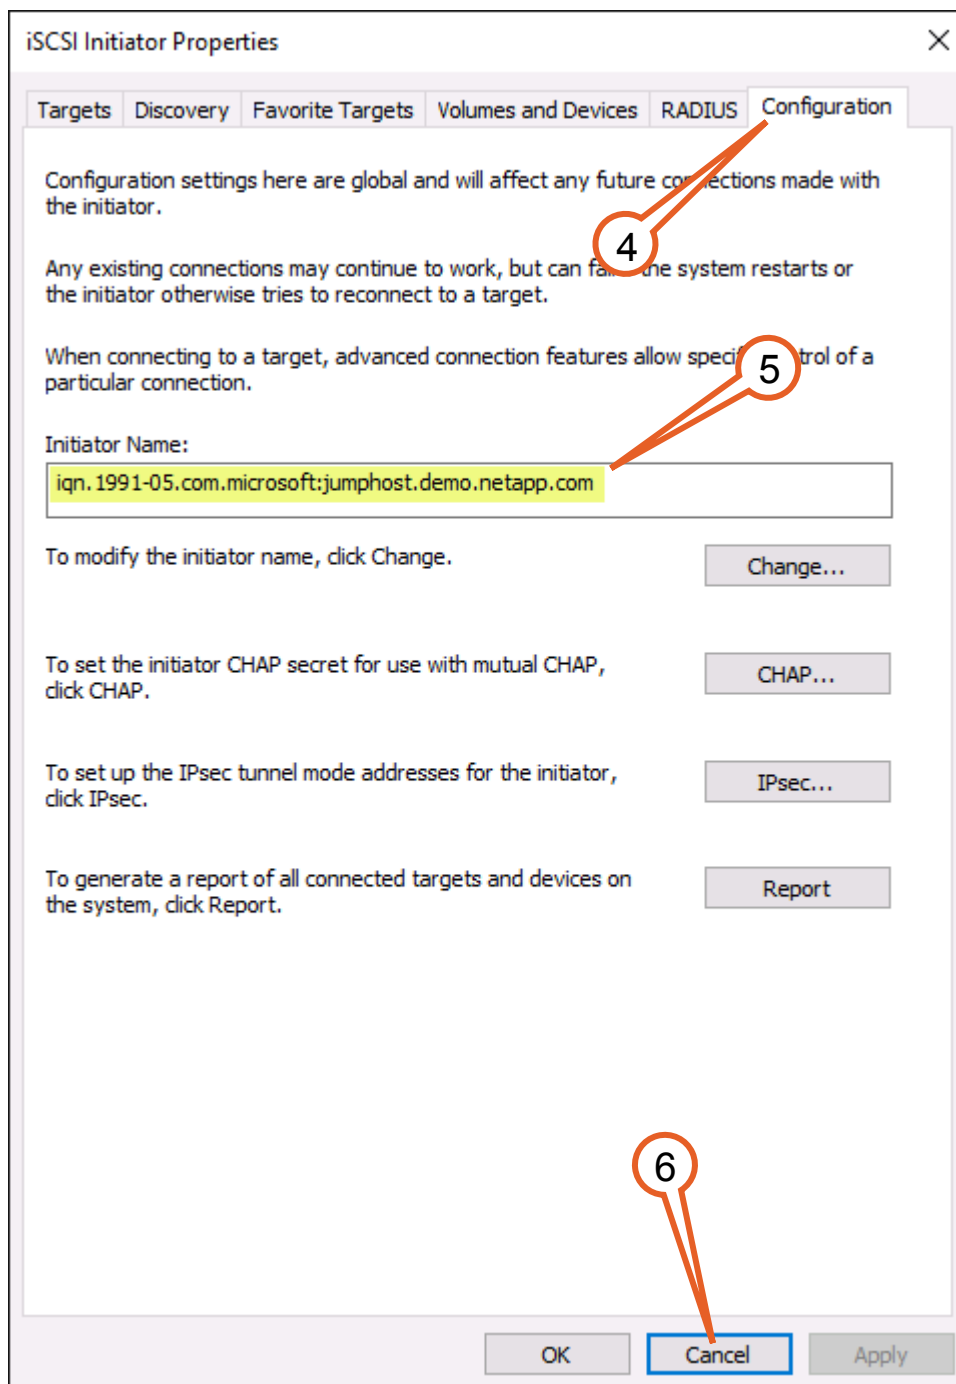 iSCSI Initiator Properties
Targets Discovery Favorite Targets Volumes and Devices RADIUS Configuration
Configuration settings here are global and will affect any future connections made with
the initiator.
4
Any existing connections may continue to work, but can the system restarts or
the initiator otherwise tries to reconnect to a target.
When connecting to a target, advanced connection features allow of a
particular connection.
5
Initiator Name:
iqn.1991-05.com.microsoft:jumphost.demo.netapp.com
To modify the initiator name, click Change.
Change...
To set the initiator CHAP secret for use with mutual CHAP,
click CHAP.
CHAP...
To set up the IPsec tunnel mode addresses for the initiator,
click IPsec.
IPsec...
To generate a report of all connected targets and devices on
the system, click Report.
Report
6
OK Cancel Apply